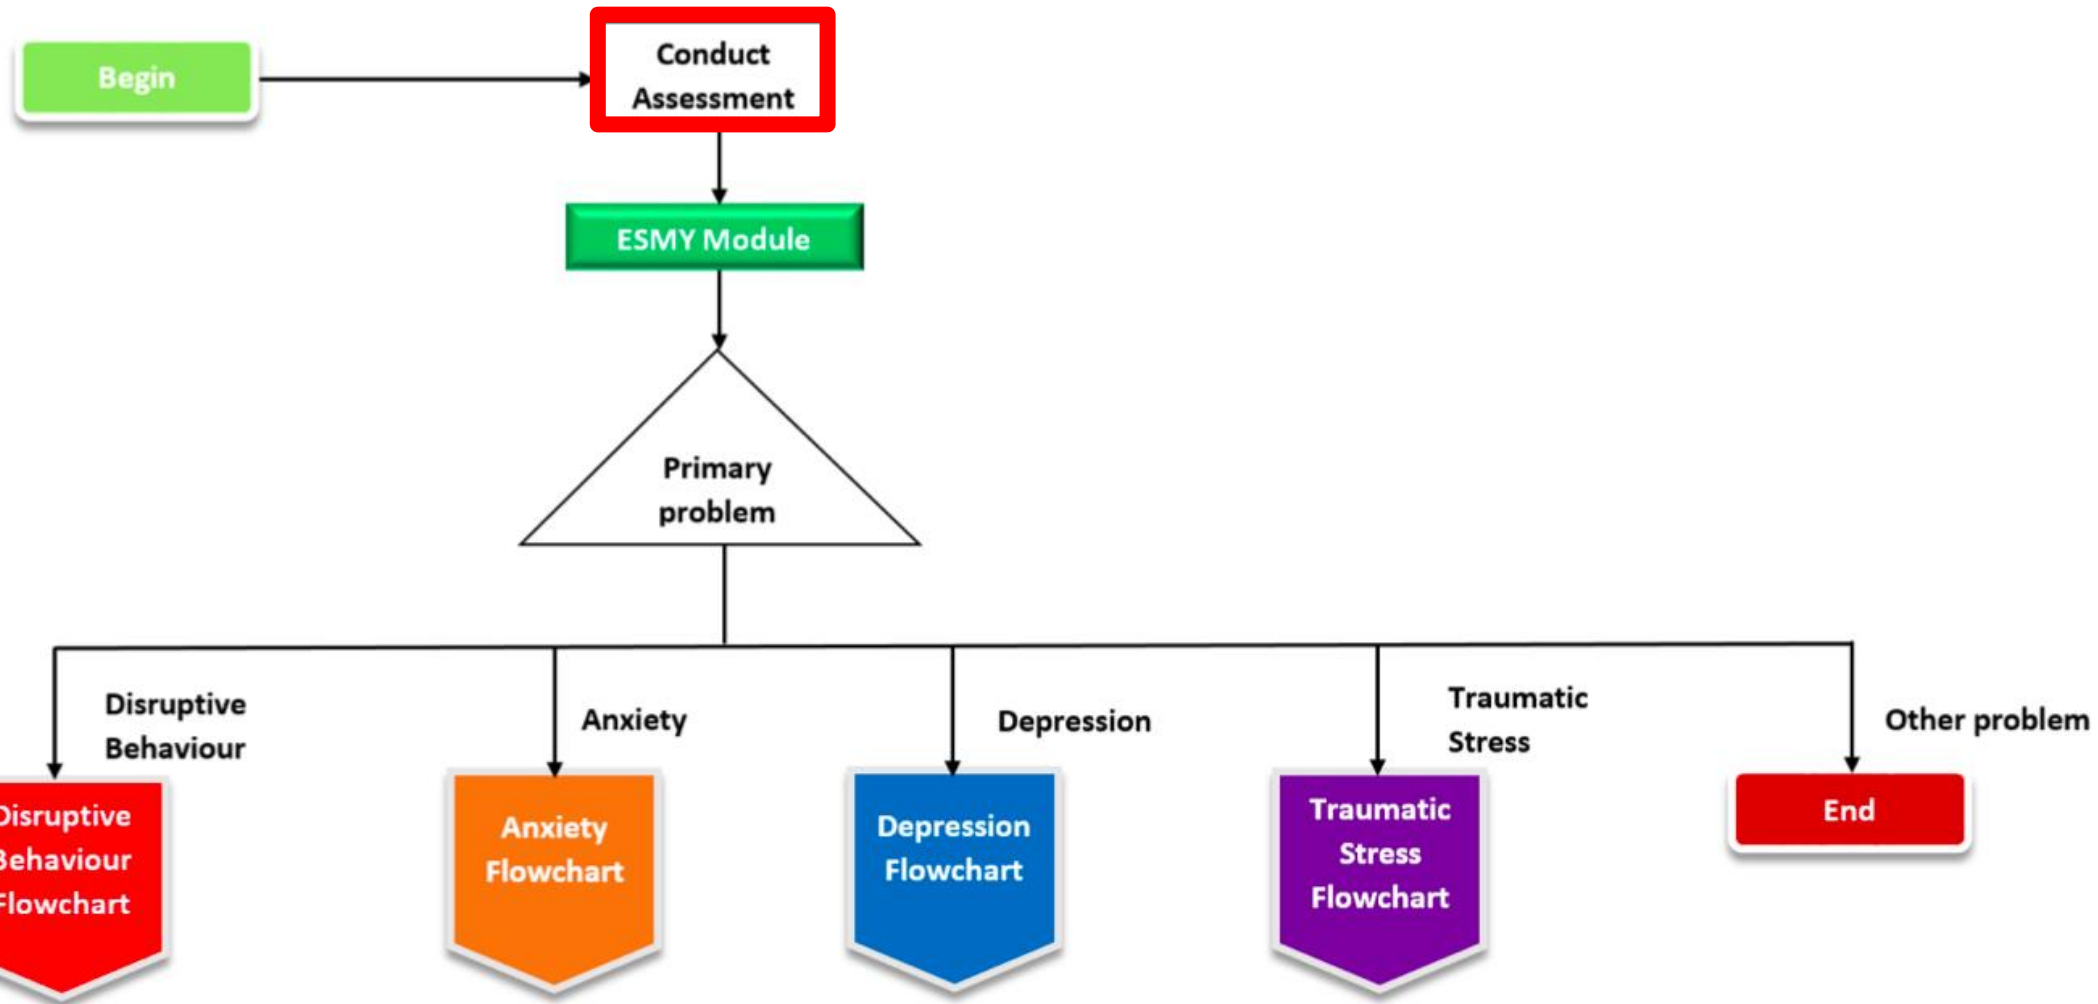 Begin
Conduct
Assessment
ESMY Module
Primary
problem
Disruptive
Behaviour
Anxiety
Depression
Traumatic
Stress
Other problem
Disruptive
Behaviour
Flowchart
Anxiety
Flowchart
Depression
Flowchart
Traumatic
Stress
Flowchart
End